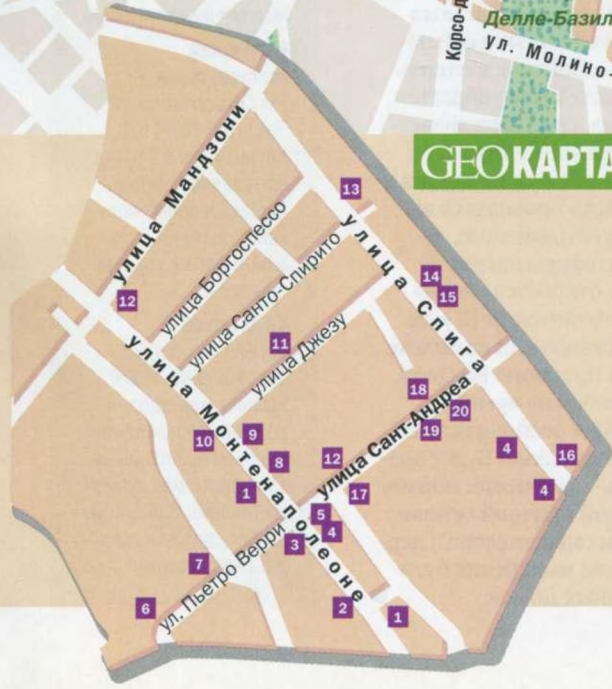 Корсо-д
Делле-Базил
ул. Молино-
GEO КАРТА
улица Мандзони
13
улица Боргоспессо
улица Спига
14
улица Санто-Спирито
15
12
11
улица Джезу
улица Монтенаполеоне
18
20
улица Сант-Андреа
19
10
9
4
16
8
12
4
1
17
5
4
3
7
ул. Пьетро Верри
6
2
1